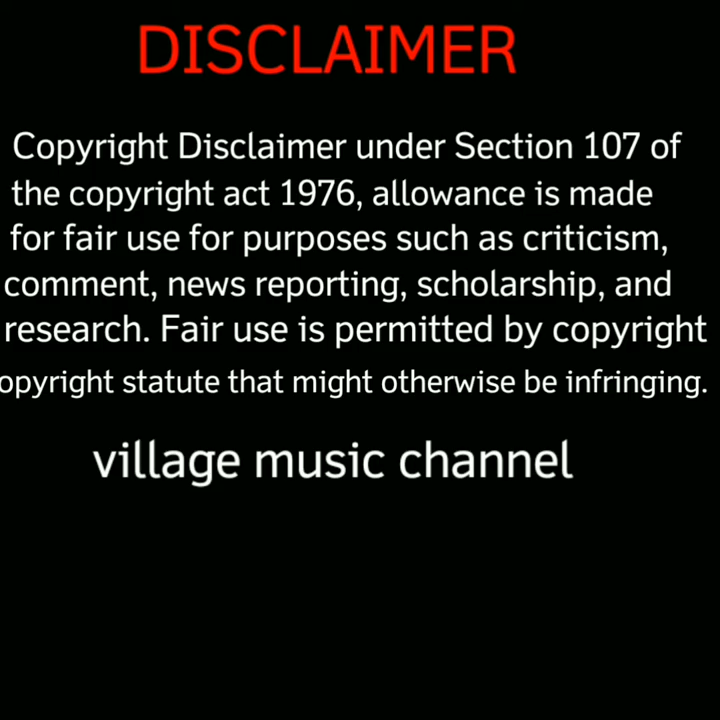 DISCLAIMER
Copyright Disclaimer under Section 107 of
the copyright act 1976, allowance is made
for fair use for purposes such as criticism,
comment, news reporting, scholarship, and
research. Fair use is permitted by copyright
opyright statute that might otherwise be infringing.
village music channel